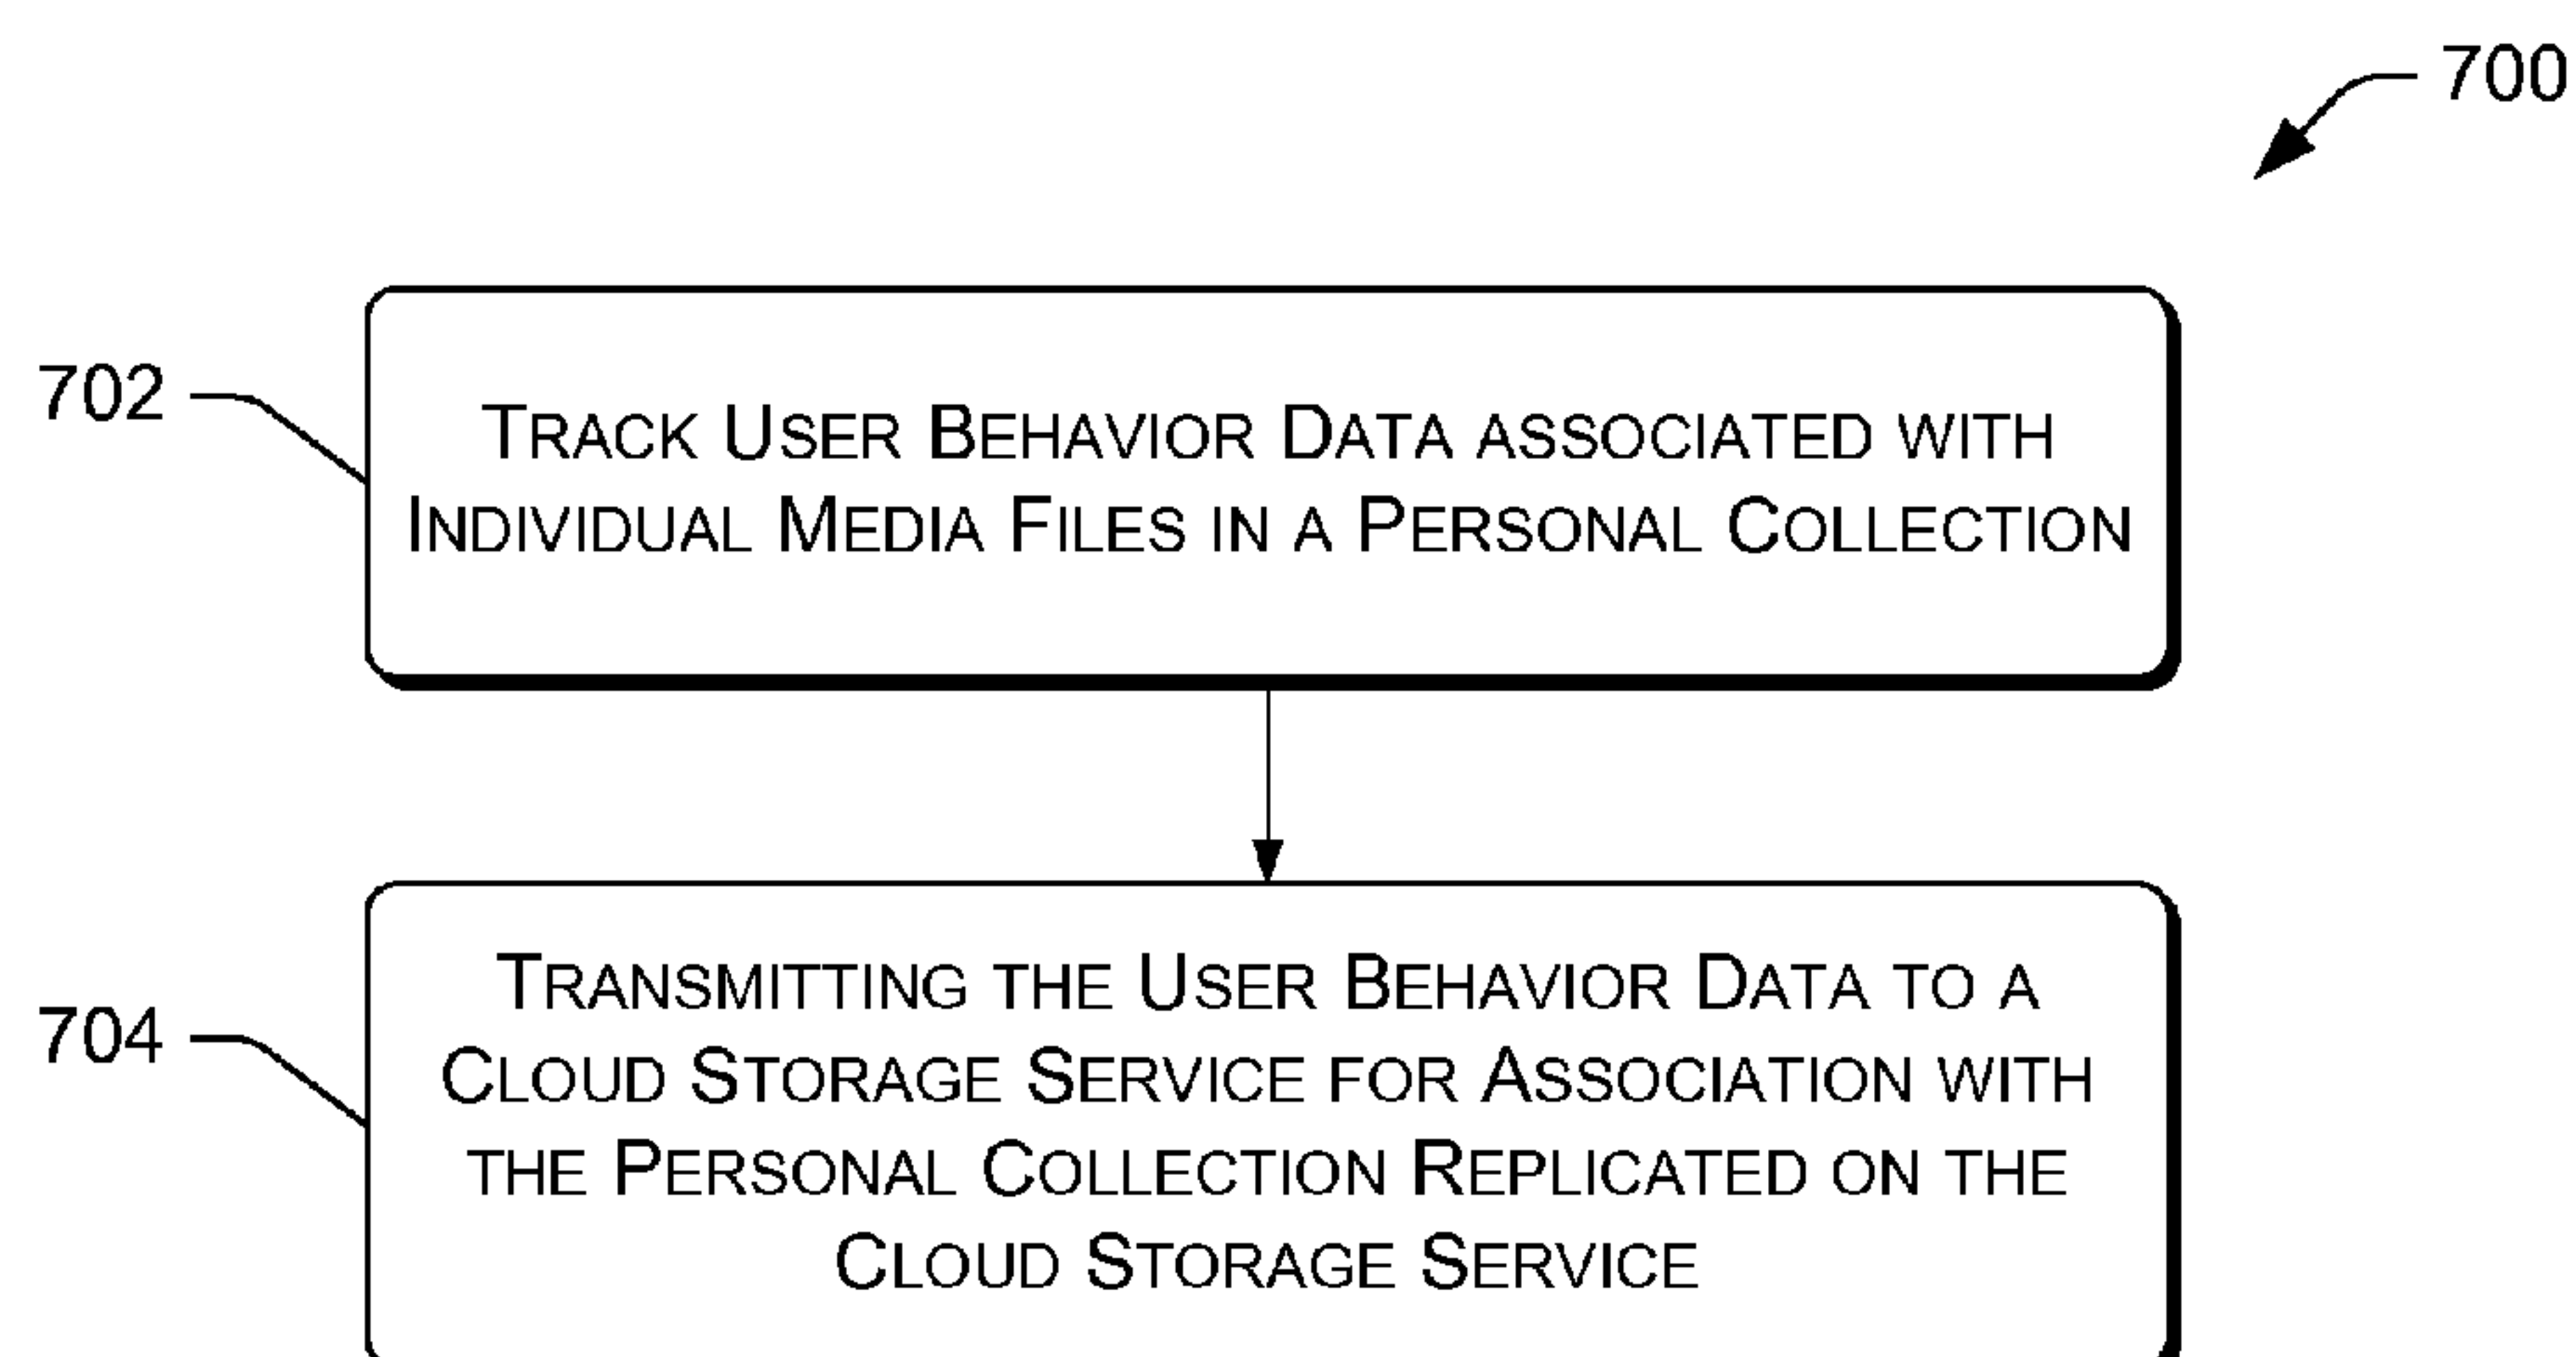 700
702
TRACK USER BEHAVIOR DATA ASSOCIATED WITH
INDIVIDUAL MEDIA FILES IN A PERSONAL COLLECTION
704
TRANSMITTING THE USER BEHAVIOR DATA TO A
CLOUD STORAGE SERVICE FOR ASSOCIATION WITH
THE PERSONAL COLLECTION REPLICATED ON THE
CLOUD STORAGE SERVICE